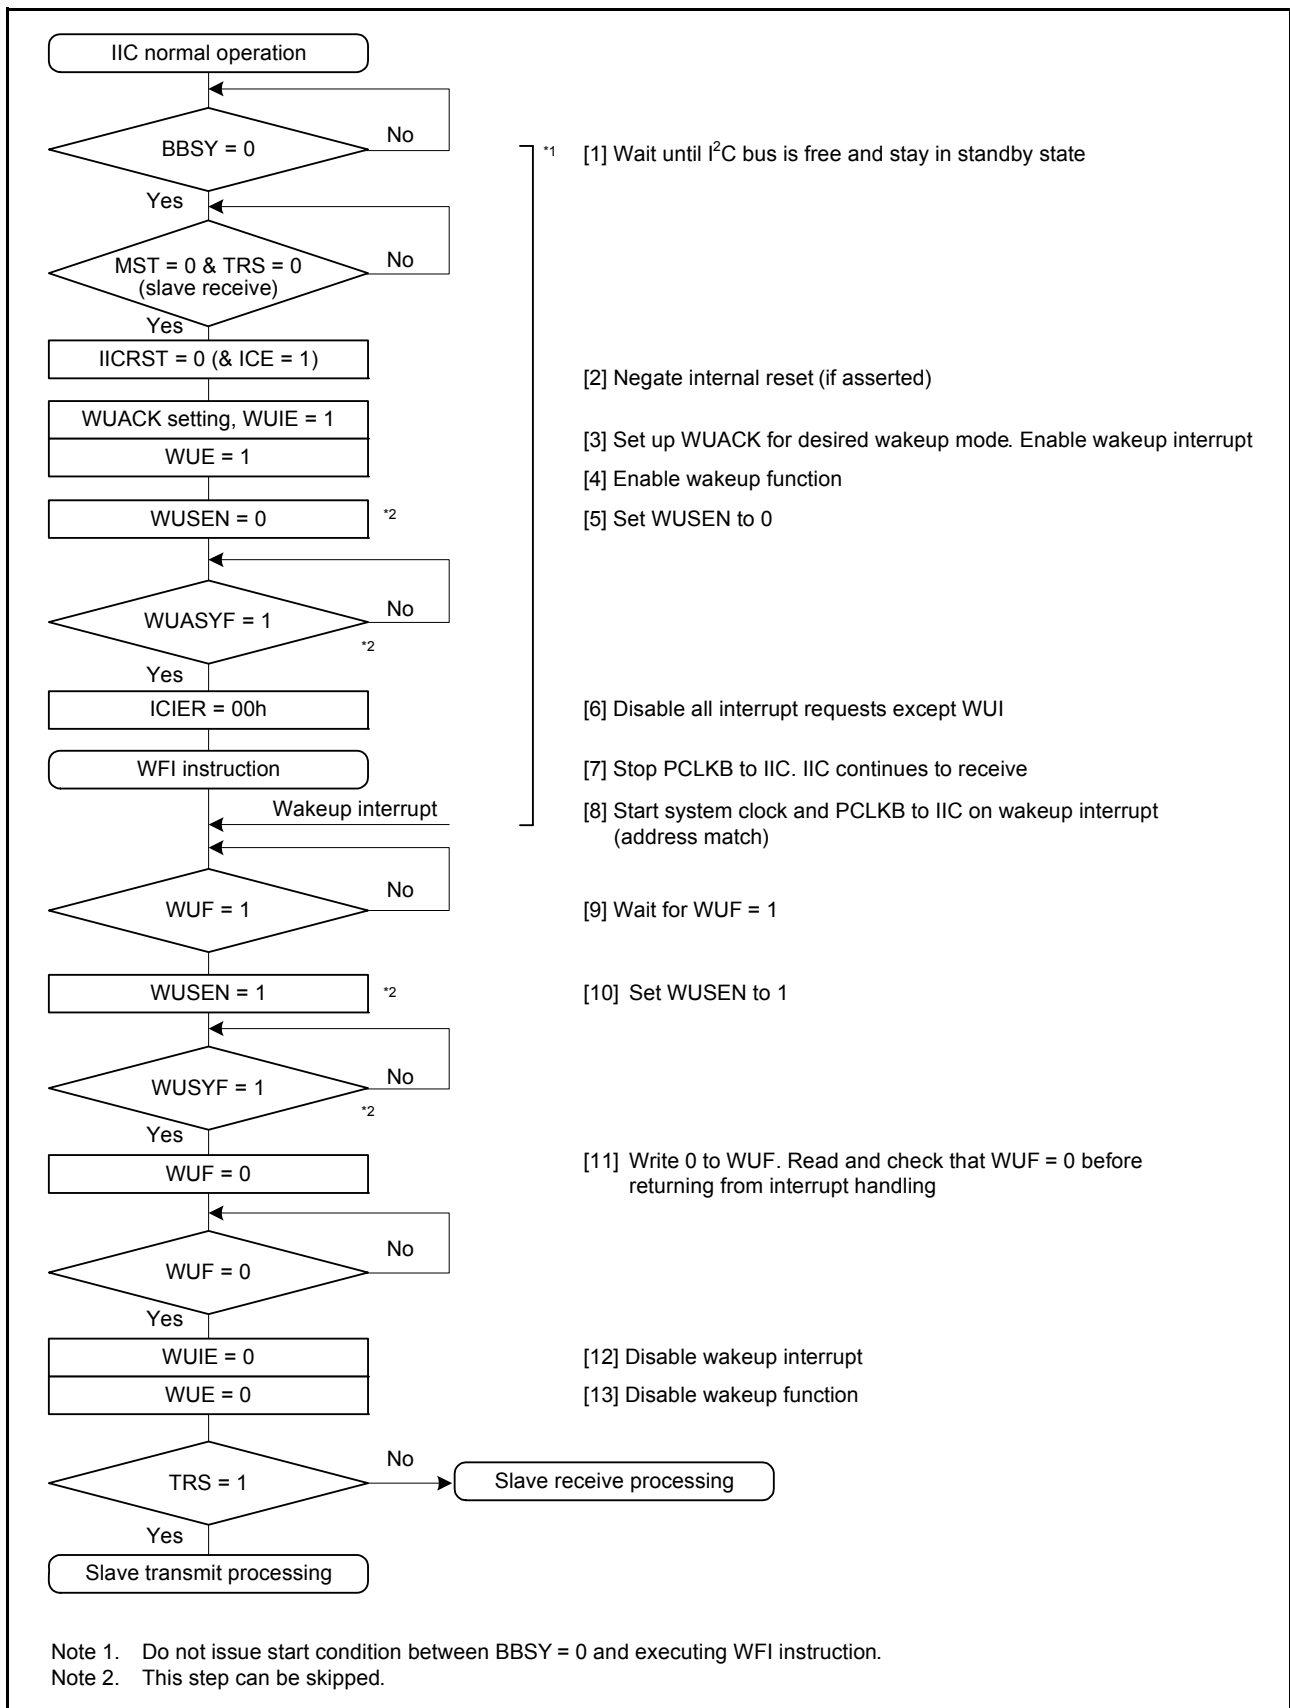 IIC normal operation
No
BBSY = 0
*1 [1] Wait until I²C bus is free and stay in standby state
Yes
MST = 0 & TRS = 0
(slave receive)
No
Yes
IICRST = 0 (& ICE = 1)
[2] Negate internal reset (if asserted)
WUACK setting, WUIE = 1
[3] Set up WUACK for desired wakeup mode. Enable wakeup interrupt
WUE = 1
[4] Enable wakeup function
WUSEN = 0 *2
[5] Set WUSEN to 0
No
WUASYF = 1
*2
Yes
ICIER = 00h
[6] Disable all interrupt requests except WUI
WFI instruction
[7] Stop PCLKB to IIC. IIC continues to receive
Wakeup interrupt
[8] Start system clock and PCLKB to IIC on wakeup interrupt
(address match)
No
WUF = 1
[9] Wait for WUF = 1
WUSEN = 1 *2
[10] Set WUSEN to 1
No
WUSYF = 1
*2
Yes
WUF = 0
[11] Write 0 to WUF. Read and check that WUF = 0 before
returning from interrupt handling
No
WUF = 0
Yes
WUIE = 0
[12] Disable wakeup interrupt
WUE = 0
[13] Disable wakeup function
No
TRS = 1
Slave receive processing
Yes
Slave transmit processing
Note 1. Do not issue start condition between BBSY = 0 and executing WFI instruction.
Note 2. This step can be skipped.